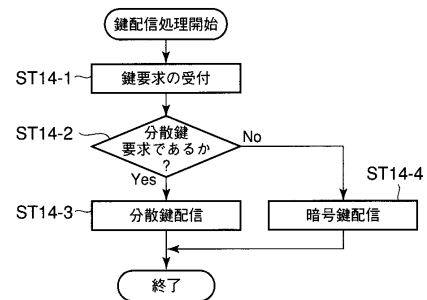 鍵配信処理開始
ST14-1
鍵要求の受付
ST14-2
分散鍵
要求であるか
?
No
Yes
ST14-4
ST14-3
分散鍵配信
暗号鍵配信
終了